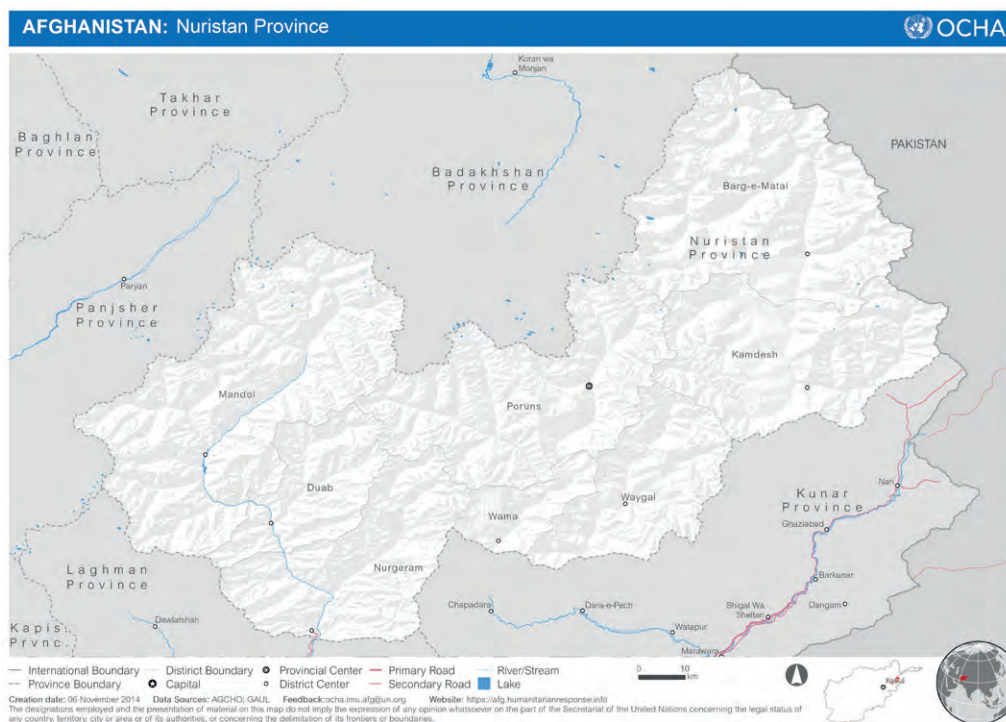 AFGHANISTAN: Nuristan Province
OCHA
Koran wa
Monjan
Takhar
Province
Baghlan
Province
PAKISTAN
Badakhshan
Province
Barg-e-Matal
Nuristan
Province
Paryan
Panjsher
Province
Kamdesh
Mandol
Poruns
Duab
Waygal
Nari
Kunar
Province
Wama
Ghaziabad
Laghman
Province
Nurgeram
Barkunar
Chapadara
Dara-e-Pech
Shigal Wa
Sheltan
Dangam
Dawlatshah
Watapur
Kapis.
Prvnc.
Marawara
International Boundary
District Boundary
Provincial Center
Primary Road
River/Stream
Province Boundary
Capital
District Center
Secondary Road
Lake
0 10
km
Kabul
Creation date: 06 November 2014 Data Sources: AGCHO; GAUL Feedback:ocha.imu.afg@un.org Website: https://afg.humanitarianresponse.info
The designations employed and the presentation of material on this map do not imply the expression of any opinion whatsoever on the part of the Secretariat of the United Nations concerning the legal status of
any country, territory, city or area or of its authorities, or concerning the delimitation of its frontiers or boundaries.